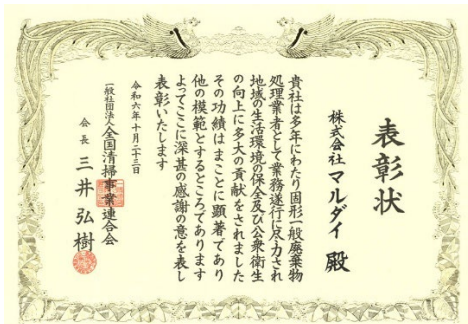 表彰状
株式会社 マルダイ 殿
貴社は多年にわたり固形一般廃棄物
処理業者として業務遂行に尽力され
地域の生活環境の保全及び公衆衛生
の向上に多大の貢献をされました
その功績はまことに顕著であり
他の模範とするところであります
よってここに深甚の感謝の意を表し
表彰いたします
令和六年十月二十三日
一般社団法人全国清掃事業連合会
会長 三井弘樹